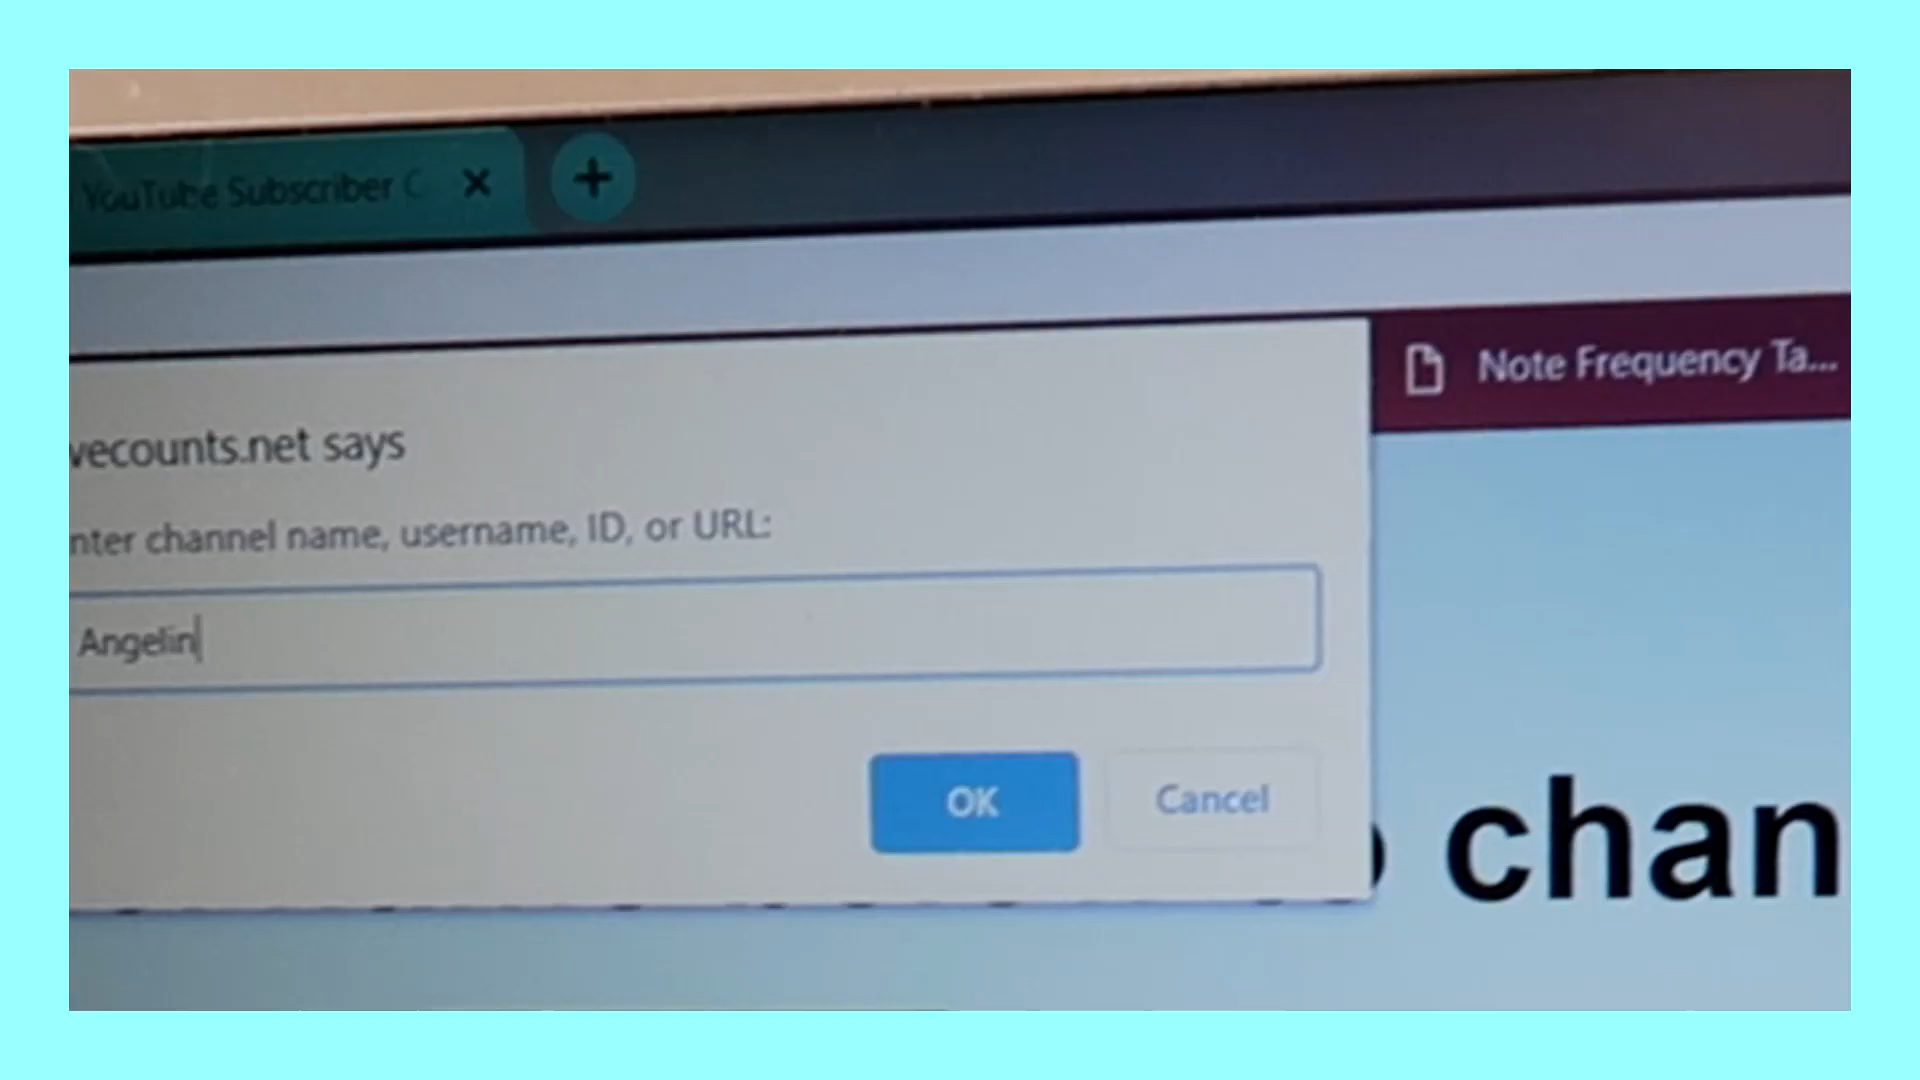 YouTube Subscriber C
Note Frequency Ta...
vecounts.net says
nter channel name, username, ID, or URL:
Angelin
OK
Cancel
chan